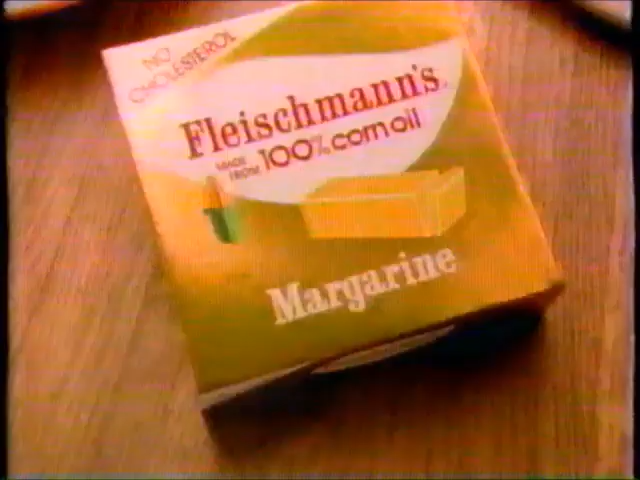 NO
CHOLESTEROL
Fleischmann's
MADE
FROM 100% corn oil
Margarine